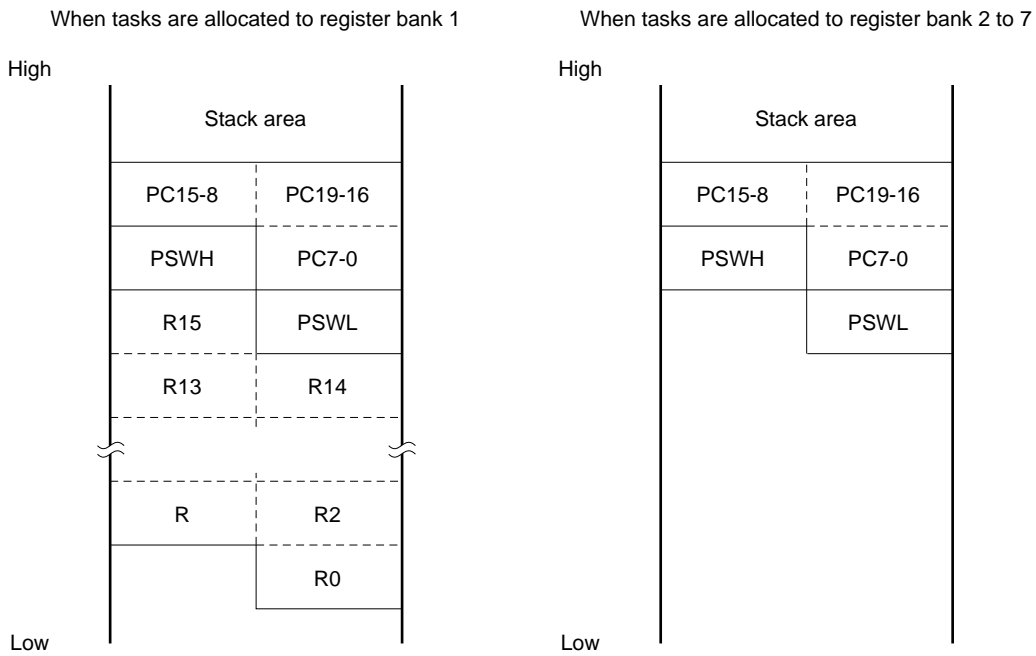 When tasks are allocated to register bank 1
When tasks are allocated to register bank 2 to 7
High
High
Stack area
Stack area
PC15-8 PC19-16
PC15-8 PC19-16
PSWH PC7-0
PSWH PC7-0
R15 PSWL
PSWL
R13 R14
R R2
R0
Low
Low